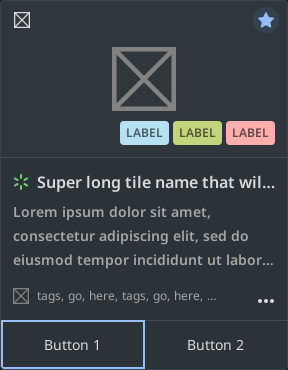 LABEL LABEL LABEL
Super long tile name that wil...
Lorem ipsum dolor sit amet,
consectetur adipiscing elit, sed do
eiusmod tempor incididunt ut labor...
tags, go, here, tags, go, here, ...
Button 1 Button 2